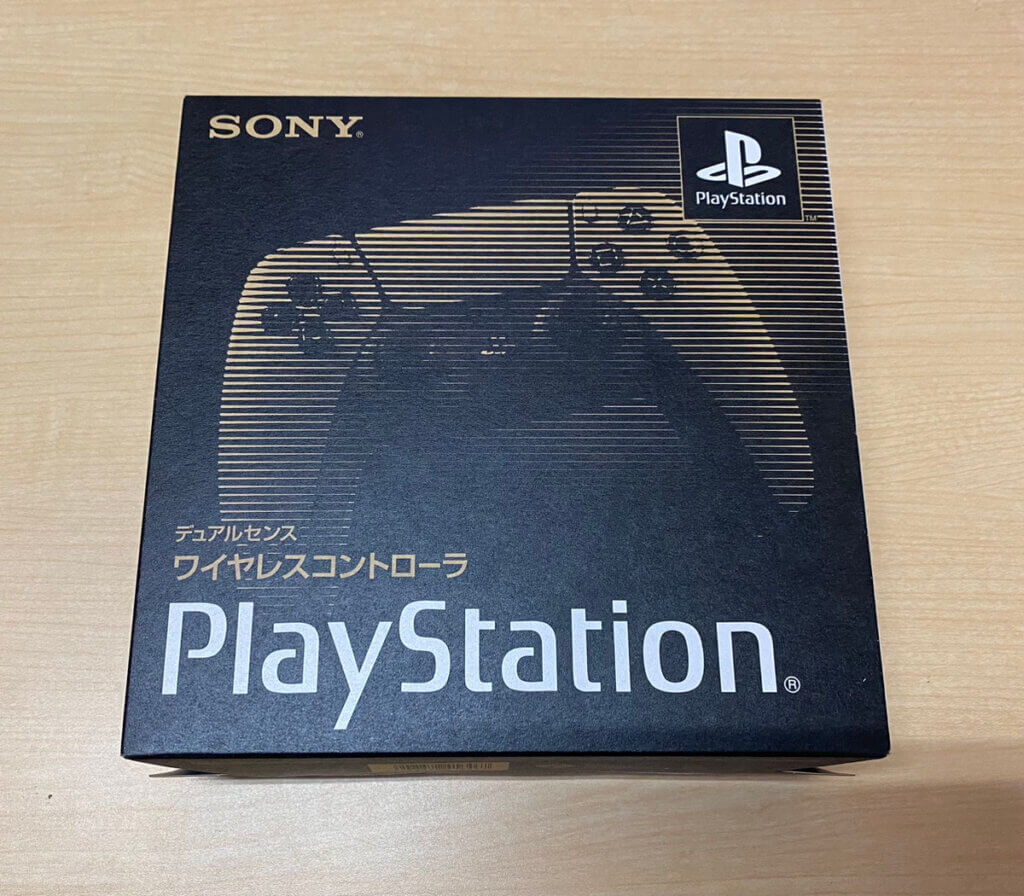 SONY®
PlayStation
TM
デュアルセンス
ワイヤレスコントローラ
PlayStation®